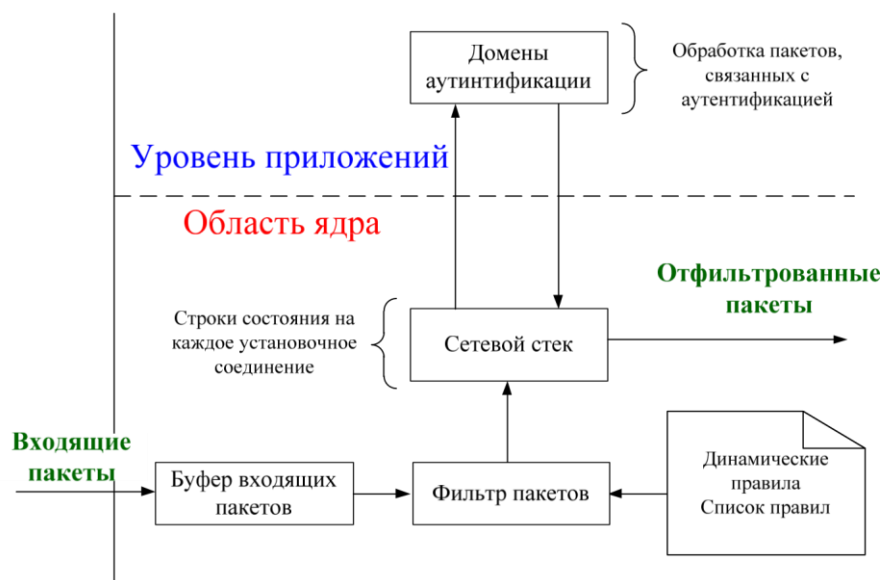 Домены
аутинтификации
Обработка пакетов,
связанных с
аутентификацией
Уровень приложений
Область ядра
Отфильтрованные
пакеты
Строки состояния на
каждое установочное
соединение
Сетевой стек
Входящие
пакеты
Буфер входящих
пакетов
Фильтр пакетов
Динамические
правила
Список правил